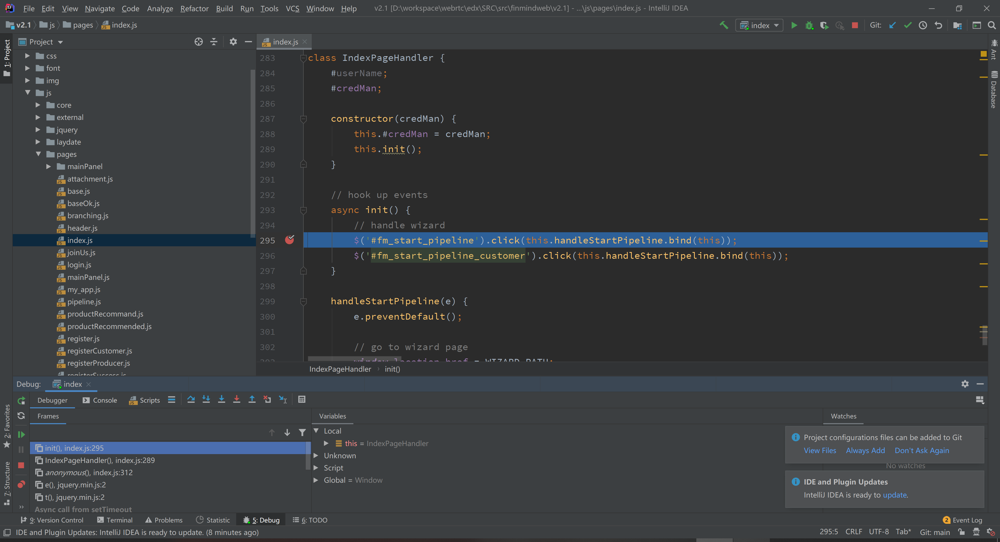 File Edit View Navigate Code Analyze Refactor Build Run Tools VCS Window Help v2.1 [D:\workspace\webrtc\edx\SRC\src\finmindweb\v2.1] - ...\js\pages\index.js - IntelliJ IDEA
v2.1 js pages index.js
index
Git:
1: Project
Project
index.js
Ant
Database
css
font
img
js
core
external
jquery
laydate
pages
mainPanel
attachment.js
base.js
baseOk.js
branching.js
header.js
index.js
joinUs.js
login.js
mainPanel.js
my_app.js
pipeline.js
productRecommand.js
productRecommended.js
register.js
registerCustomer.js
registerProducer.js
registerSuccess.js
283 class IndexPageHandler {
284 #userName;
285 #credMan;
286
287 constructor(credMan) {
288 this.#credMan = credMan;
289 this.init();
290 }
291
292 // hook up events
293 async init() {
294 // handle wizard
295 $('#fm_start_pipeline').click(this.handleStartPipeline.bind(this));
296 $('#fm_start_pipeline_customer').click(this.handleStartPipeline.bind(this));
297 }
298
299 handleStartPipeline(e) {
300 e.preventDefault();
301
302 // go to wizard page
303 window.location.href = WIZARD_PATH;
IndexPageHandler › init()
Debug: index
Debugger Console Scripts
Frames
init(), index.js:295
IndexPageHandler(), index.js:289
anonymous(), index.js:312
e(), jquery.min.js:2
t(), jquery.min.js:2
Async call from setTimeout
Variables
Local
this = IndexPageHandler
Unknown
Script
Global = Window
Watches
Project configurations files can be added to Git
View Files Always Add Don't Ask Again
No watches
IDE and Plugin Updates
IntelliJ IDEA is ready to update.
2: Favorites
7: Structure
9: Version Control Terminal Problems Statistic 5: Debug 6: TODO 2 Event Log
IDE and Plugin Updates: IntelliJ IDEA is ready to update. (8 minutes ago) 295:5 CRLF UTF-8 Tab* Git: main